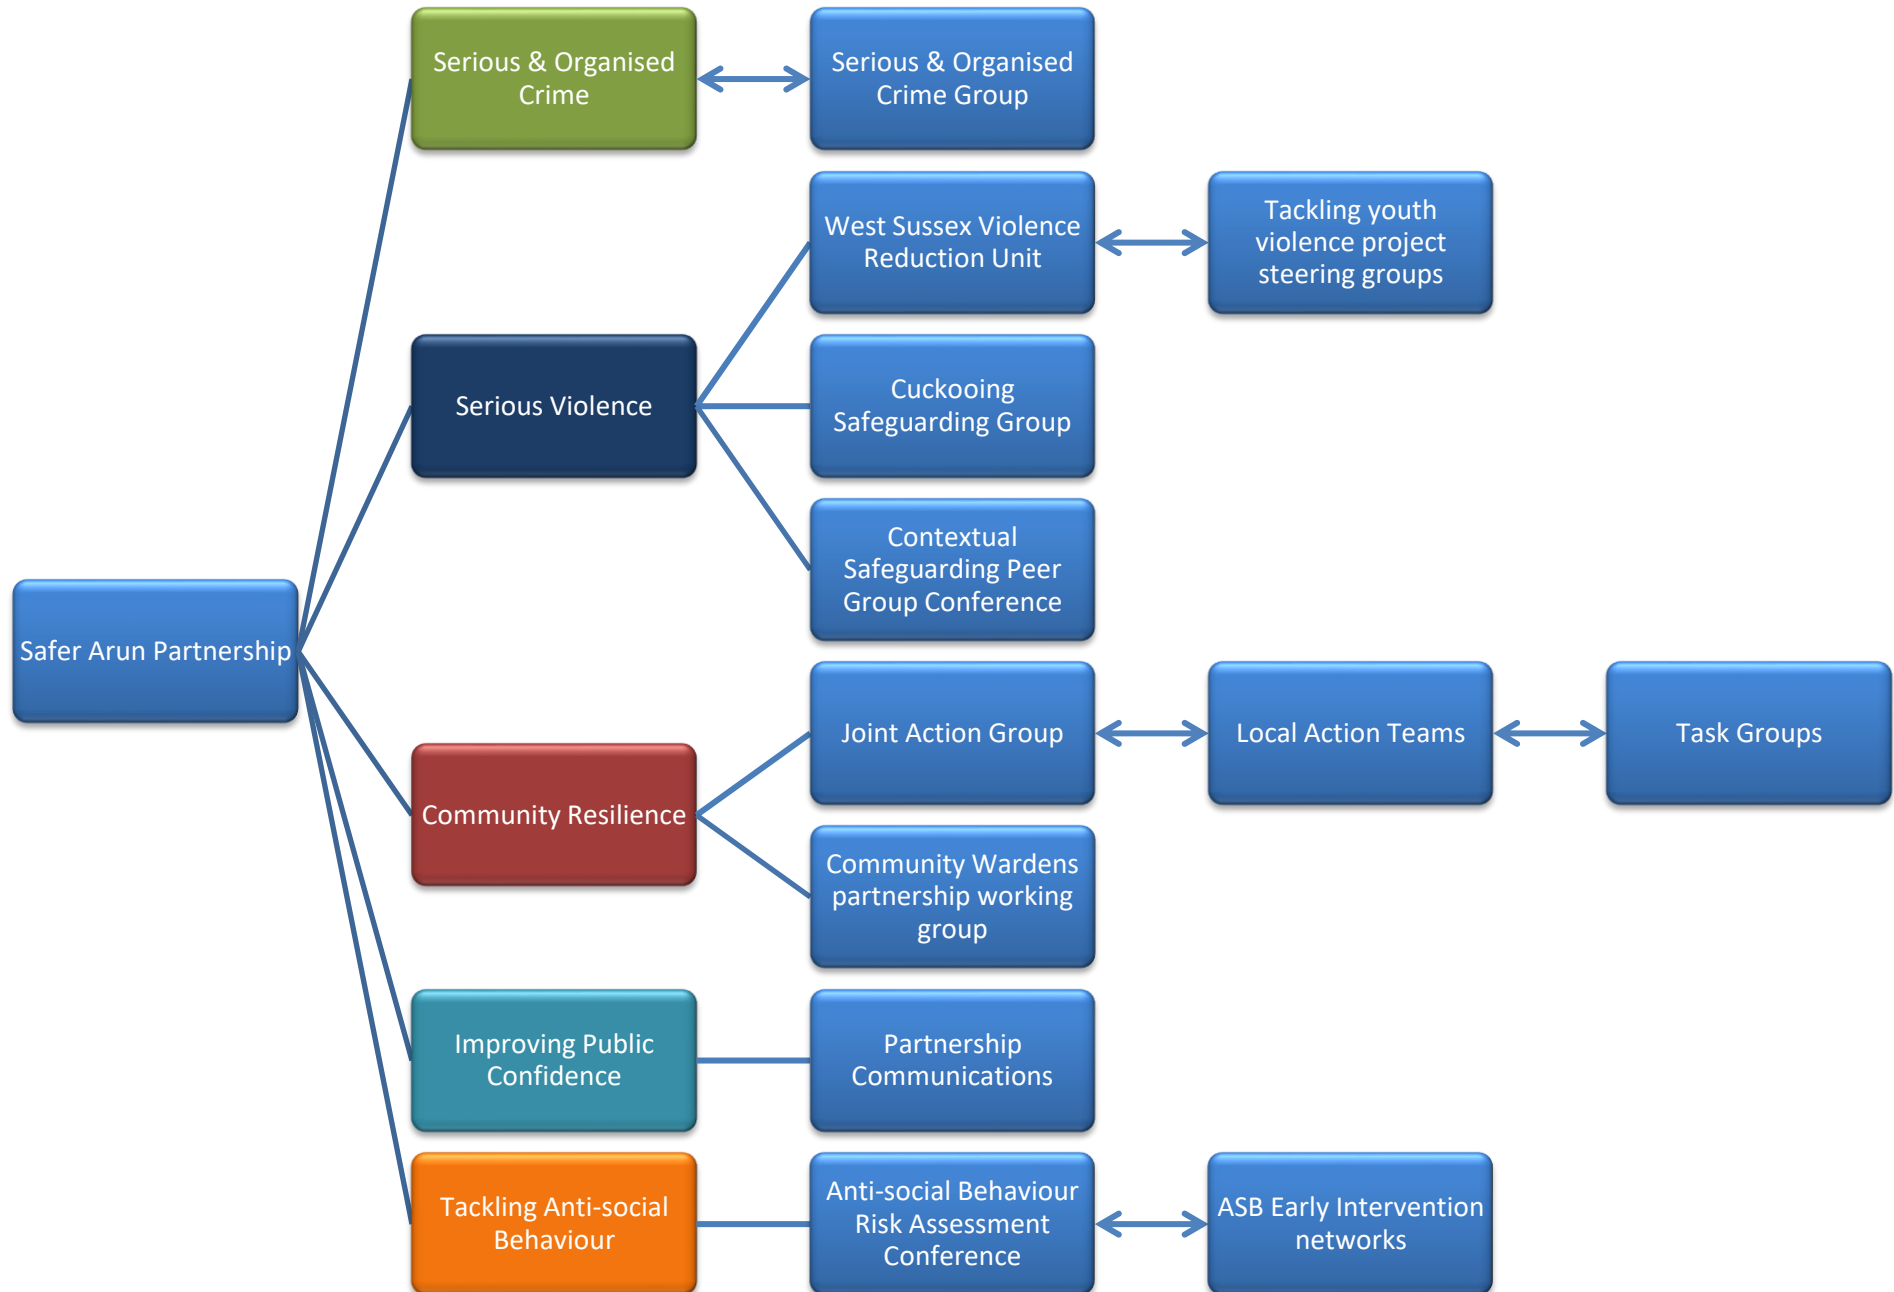 Serious & Organised
Crime
Serious & Organised
Crime Group
West Sussex Violence
Reduction Unit
Tackling youth
violence project
steering groups
Serious Violence
Cuckooing
Safeguarding Group
Contextual
Safeguarding Peer
Group Conference
Safer Arun Partnership
Joint Action Group
Local Action Teams
Task Groups
Community Resilience
Community Wardens
partnership working
group
Improving Public
Confidence
Partnership
Communications
Tackling Anti-social
Behaviour
Anti-social Behaviour
Risk Assessment
Conference
ASB Early Intervention
networks